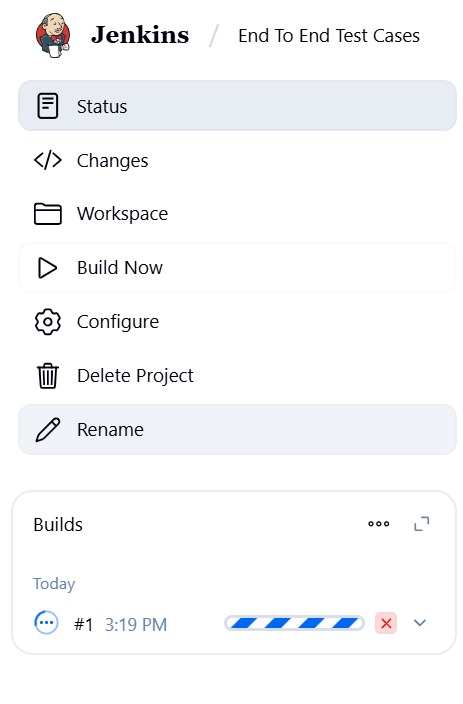 Jenkins / End To End Test Cases
Status
Changes
Workspace
Build Now
Configure
Delete Project
Rename
Builds
Today
#1 3:19 PM